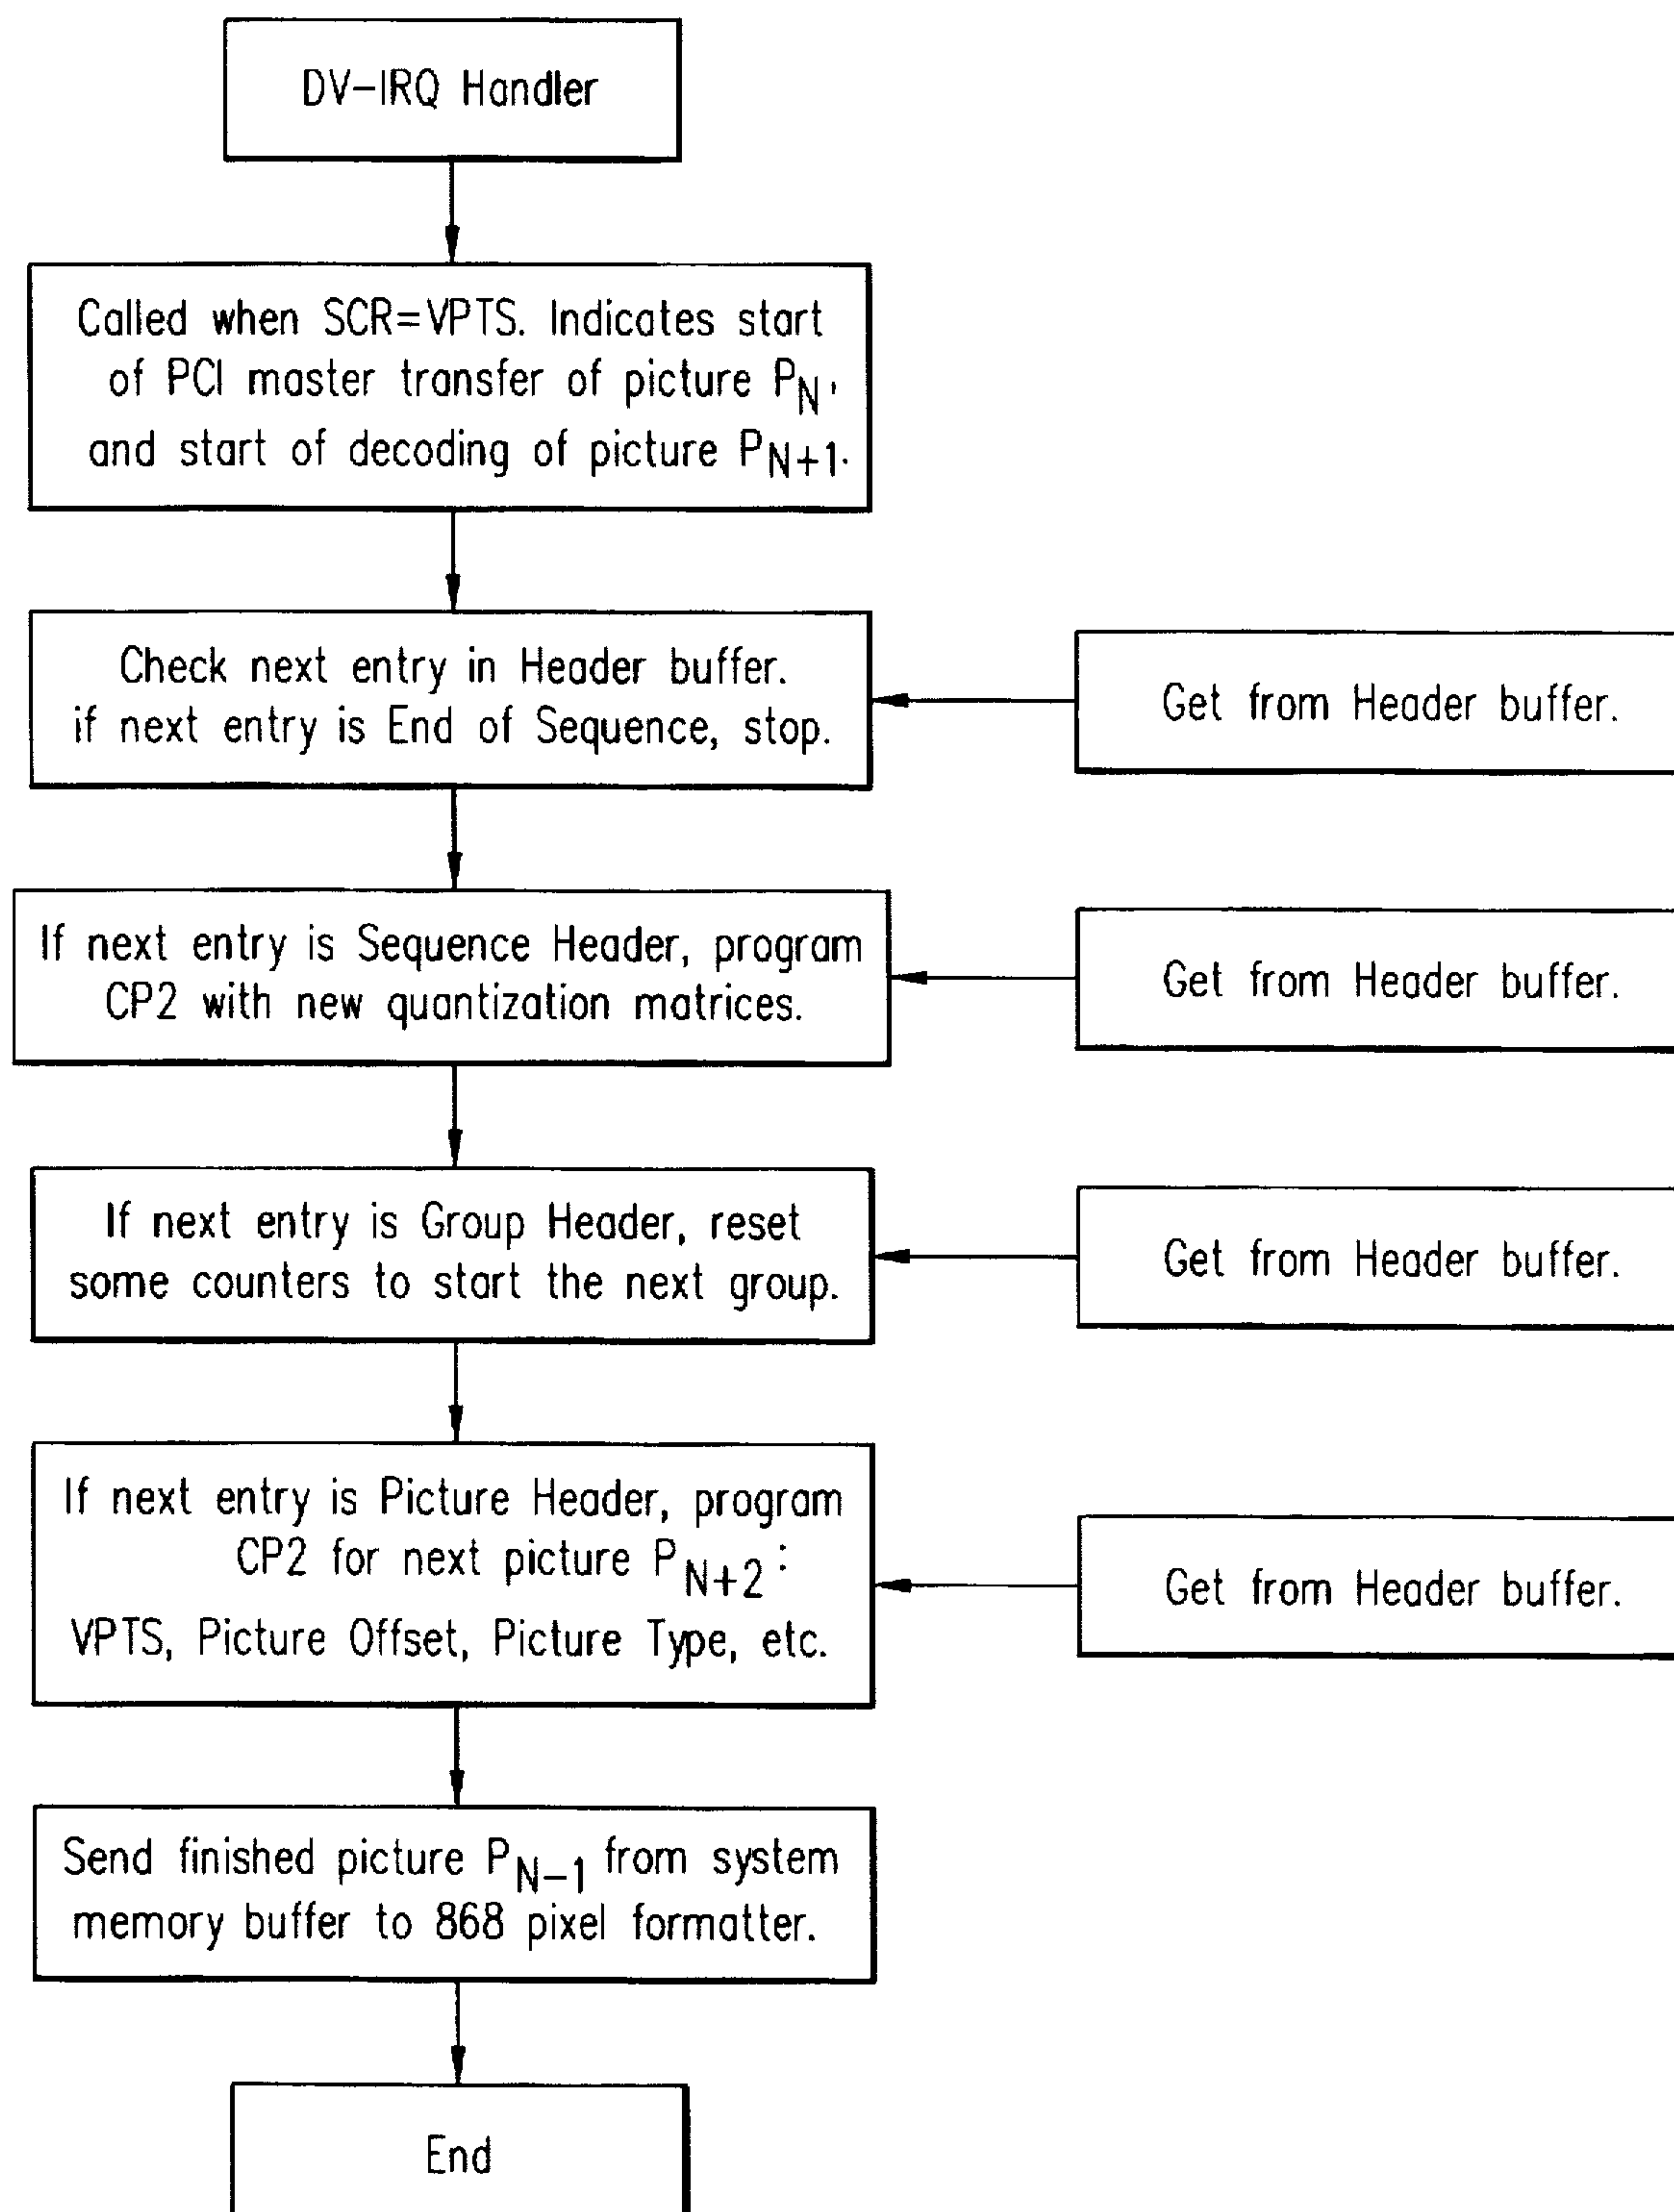 DV-IRQ Handler
Called when SCR=VPTS. Indicates start
of PCI master transfer of picture P_N,
and start of decoding of picture P_N+1.
Check next entry in Header buffer.
if next entry is End of Sequence, stop.
Get from Header buffer.
If next entry is Sequence Header, program
CP2 with new quantization matrices.
Get from Header buffer.
If next entry is Group Header, reset
some counters to start the next group.
Get from Header buffer.
If next entry is Picture Header, program
CP2 for next picture P_N+2:
VPTS, Picture Offset, Picture Type, etc.
Get from Header buffer.
Send finished picture P_N-1 from system
memory buffer to 868 pixel formatter.
End